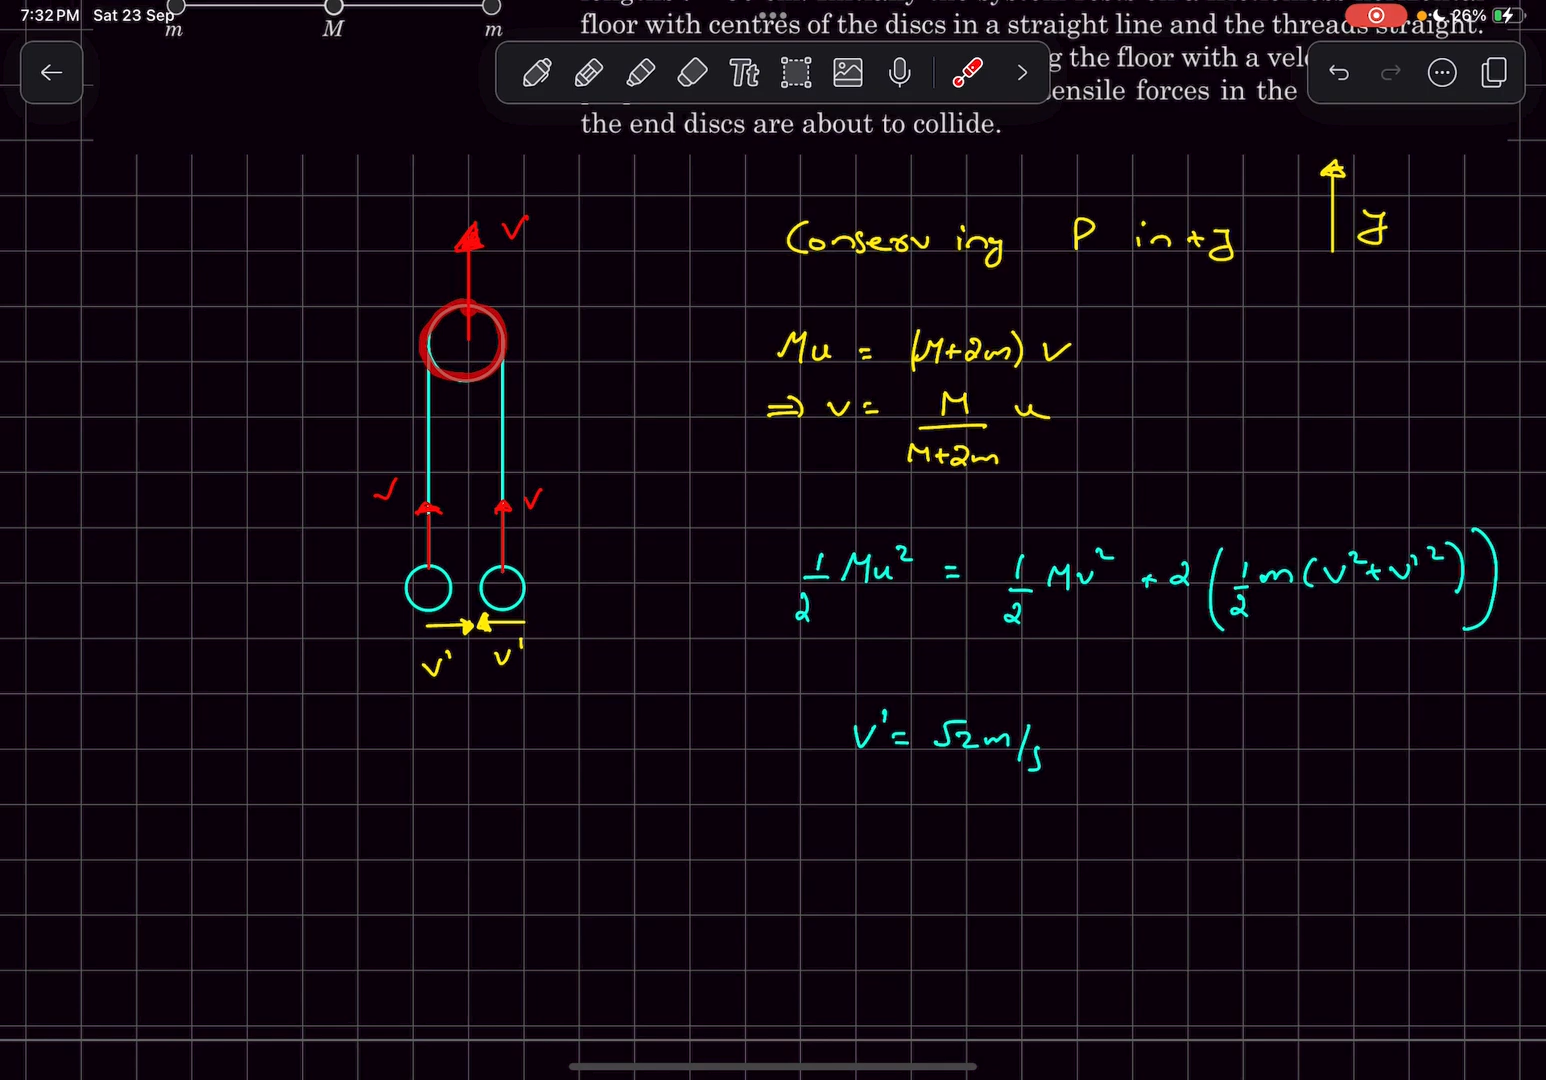 7:32 PM Sat 23 Sep
26%
m M m
floor with centres of the discs in a straight line and the threads straight.
g the floor with a vel
ensile forces in the
the end discs are about to collide.
Tt
V
Conserving P in +J
J
Mu = (M+2m) v
⇒ v = M/(M+2m) u
v
v
1/2 Mu² = 1/2 Mv² + 2(1/2 m(v²+v'²))
v' v'
v' = √2 m/s